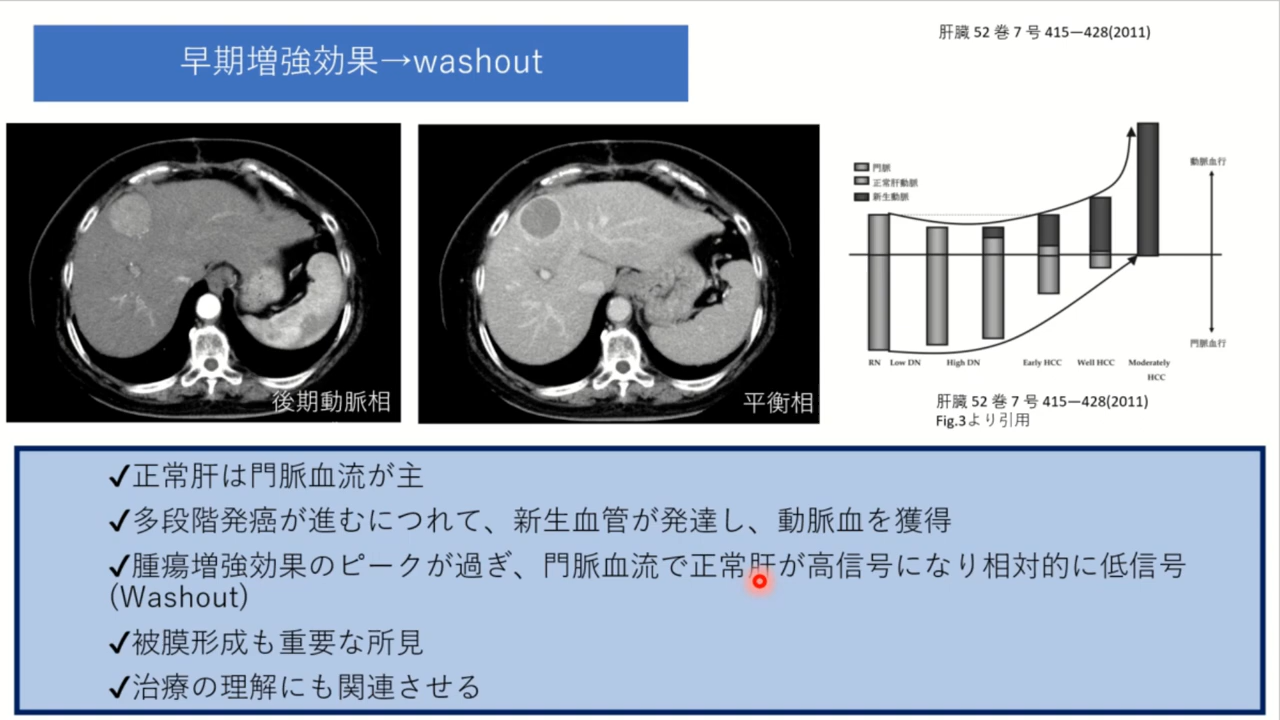 早期増強効果→washout
肝臓 52 巻 7 号 415―428(2011)
後期動脈相
平衡相
門脈
正常肝動脈
新生動脈
動脈血行
門脈血行
RN Low DN High DN Early HCC Well HCC Moderately
HCC
肝臓 52 巻 7 号 415―428(2011)
Fig.3より引用
✓正常肝は門脈血流が主
✓多段階発癌が進むにつれて、新生血管が発達し、動脈血を獲得
✓腫瘍増強効果のピークが過ぎ、門脈血流で正常肝が高信号になり相対的に低信号
(Washout)
✓被膜形成も重要な所見
✓治療の理解にも関連させる